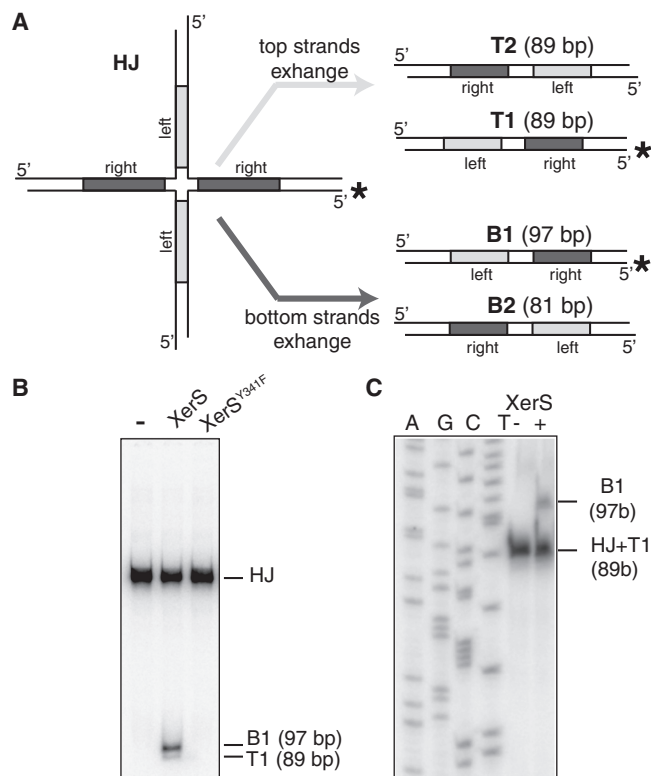 A
5'
HJ
left
5'
right
right
5'
*
left
5'
top strands
exhange
bottom strands
exhange
T2 (89 bp)
5'
right
left
5'
T1 (89 bp)
5'
left
right
5'
*
B1 (97 bp)
5'
left
right
5'
*
B2 (81 bp)
5'
right
left
5'
B
- XerS XerSY341F
HJ
B1 (97 bp)
T1 (89 bp)
C
XerS
A G C T - +
B1
(97b)
HJ+T1
(89b)